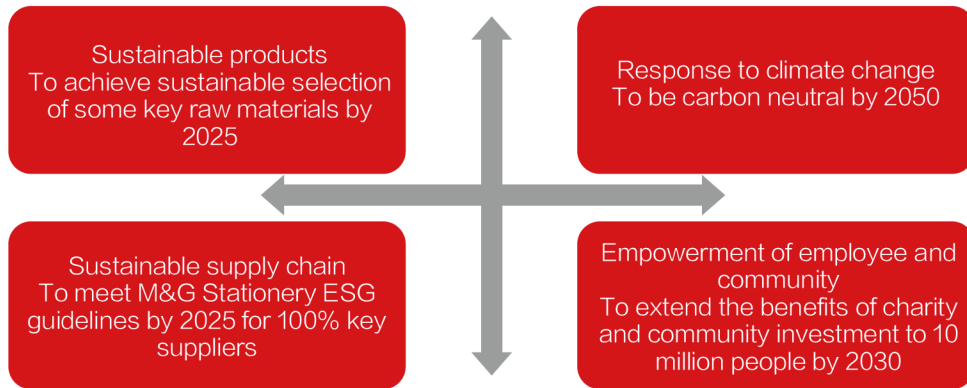 Sustainable products
To achieve sustainable selection
of some key raw materials by
2025
Response to climate change
To be carbon neutral by 2050
Sustainable supply chain
To meet M&G Stationery ESG
guidelines by 2025 for 100% key
suppliers
Empowerment of employee and
community
To extend the benefits of charity
and community investment to 10
million people by 2030